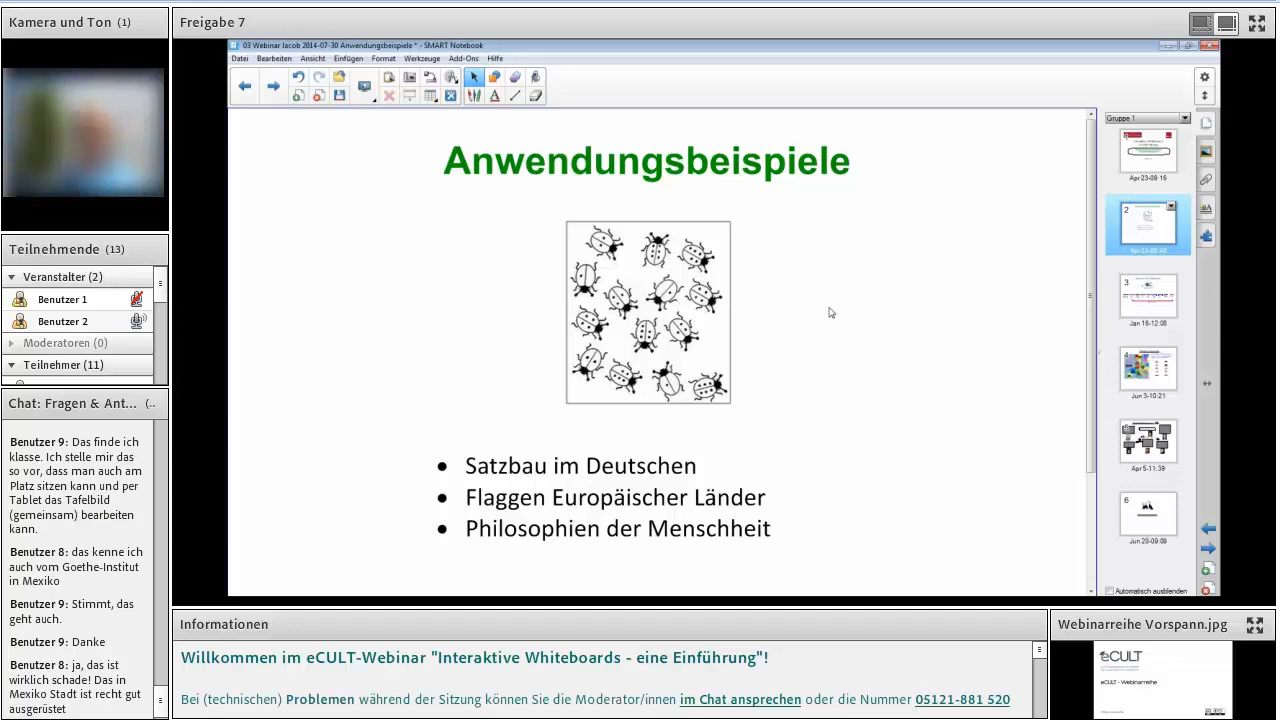 Kamera und Ton (1)
Freigabe 7
03 Webinar Jacob 2014-07-30 Anwendungsbeispiele * - SMART Notebook
Datei Bearbeiten Ansicht Einfügen Format Werkzeuge Add-Ons Hilfe
Anwendungsbeispiele
Satzbau im Deutschen
Flaggen Europäischer Länder
Philosophien der Menschheit
Gruppe 1
Apr 23-09:16
2
3
Jan 16-12:08
4
Jun 3-10:21
Apr 5-11:39
6
Jun 20-09:09
Automatisch ausblenden
Teilnehmende (13)
Veranstalter (2)
Benutzer 1
Benutzer 2
Moderatoren (0)
Teilnehmer (11)
Chat: Fragen & Ant... (..
Benutzer 9: Das finde ich
klasse. Ich stelle mir das
so vor, dass man auch am
Platz sitzen kann und per
Tablet das Tafelbild
(gemeinsam) bearbeiten
kann.
Benutzer 8: das kenne ich
auch vom Goethe-Institut
in Mexiko
Benutzer 9: Stimmt, das
geht auch.
Benutzer 9: Danke
Benutzer 8: ja, das ist
wirklich schade! Das in
Mexiko Stadt ist recht gut
ausgerüstet
Informationen
Willkommen im eCULT-Webinar "Interaktive Whiteboards - eine Einführung"!
Bei (technischen) Problemen während der Sitzung können Sie die Moderator/innen im Chat ansprechen oder die Nummer 05121-881 520
Webinarreihe Vorspann.jpg
eCULT
eCULT - Webinarreihe